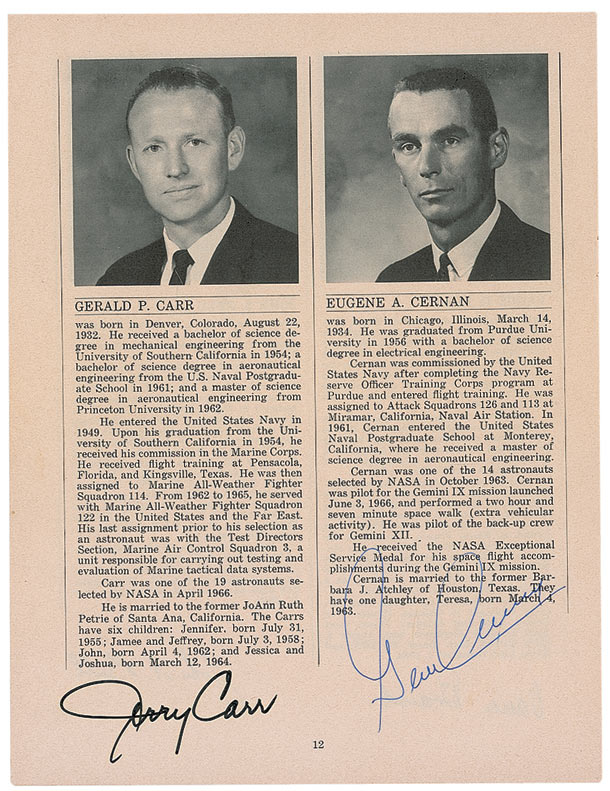 GERALD P. CARR
was born in Denver, Colorado, August 22,
1932. He received a bachelor of science de-
gree in mechanical engineering from the
University of Southern California in 1954; a
bachelor of science degree in aeronautical
engineering from the U.S. Naval Postgradu-
ate School in 1961; and a master of science
degree in aeronautical engineering from
Princeton University in 1962.
He entered the United States Navy in
1949. Upon his graduation from the Uni-
versity of Southern California in 1954, he
received his commission in the Marine Corps.
He received flight training at Pensacola,
Florida, and Kingsville, Texas. He was then
assigned to Marine All-Weather Fighter
Squadron 114. From 1962 to 1965, he served
with Marine All-Weather Fighter Squadron
122 in the United States and the Far East.
His last assignment prior to his selection as
an astronaut was with the Test Directors
Section, Marine Air Control Squadron 3, a
unit responsible for carrying out testing and
evaluation of Marine tactical data systems.
Carr was one of the 19 astronauts se-
lected by NASA in April 1966.
He is married to the former JoAnn Ruth
Petrie of Santa Ana, California. The Carrs
have six children: Jennifer, born July 31,
1955; Jamee and Jeffrey, born July 3, 1958;
John, born April 4, 1962; and Jessica and
Joshua, born March 12, 1964.
Jerry Carr
EUGENE A. CERNAN
was born in Chicago, Illinois, March 14,
1934. He was graduated from Purdue Uni-
versity in 1956 with a bachelor of science
degree in electrical engineering.
Cernan was commissioned by the United
States Navy after completing the Navy Re-
serve Officer Training Corps program at
Purdue and entered flight training. He was
assigned to Attack Squadrons 126 and 113 at
Miramar, California, Naval Air Station. In
1961, Cernan entered the United States
Naval Postgraduate School at Monterey,
California, where he received a master of
science degree in aeronautical engineering.
Cernan was one of the 14 astronauts
selected by NASA in October 1963. Cernan
was pilot for the Gemini IX mission launched
June 3, 1966, and performed a two hour and
seven minute space walk (extra vehicular
activity). He was pilot of the back-up crew
for Gemini XII.
He received the NASA Exceptional
Service Medal for his space flight accom-
plishments during the Gemini IX mission.
Cernan is married to the former Bar-
bara J. Atchley of Houston, Texas. They
have one daughter, Teresa, born March 4,
1963.
Gene Cernan
12